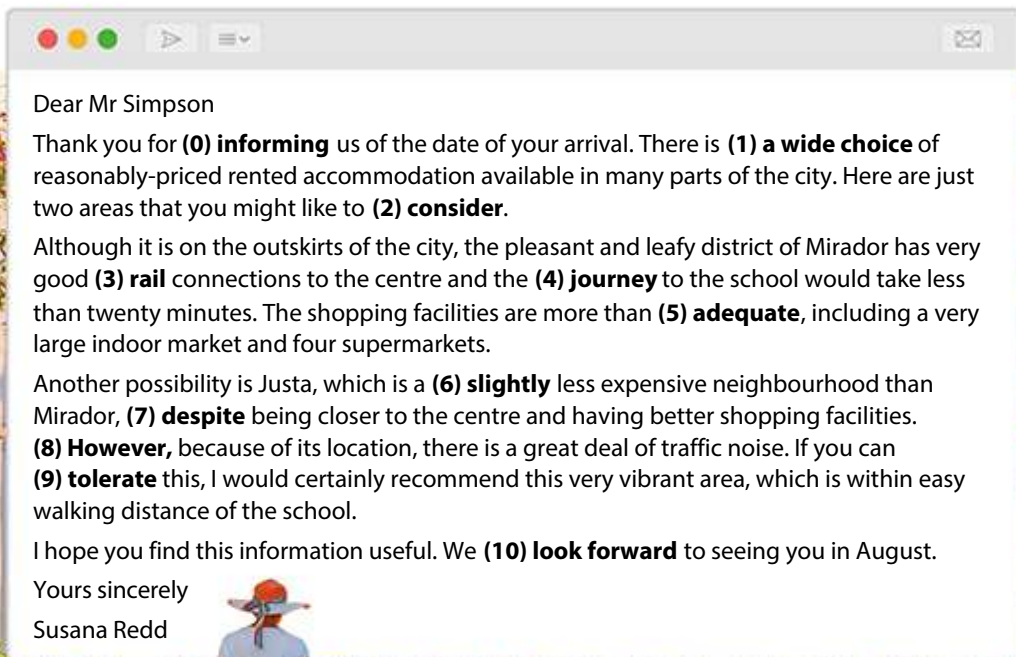 Dear Mr Simpson
Thank you for (0) informing us of the date of your arrival. There is (1) a wide choice of
reasonably-priced rented accommodation available in many parts of the city. Here are just
two areas that you might like to (2) consider.
Although it is on the outskirts of the city, the pleasant and leafy district of Mirador has very
good (3) rail connections to the centre and the (4) journey to the school would take less
than twenty minutes. The shopping facilities are more than (5) adequate, including a very
large indoor market and four supermarkets.
Another possibility is Justa, which is a (6) slightly less expensive neighbourhood than
Mirador, (7) despite being closer to the centre and having better shopping facilities.
(8) However, because of its location, there is a great deal of traffic noise. If you can
(9) tolerate this, I would certainly recommend this very vibrant area, which is within easy
walking distance of the school.
I hope you find this information useful. We (10) look forward to seeing you in August.
Yours sincerely
Susana Redd